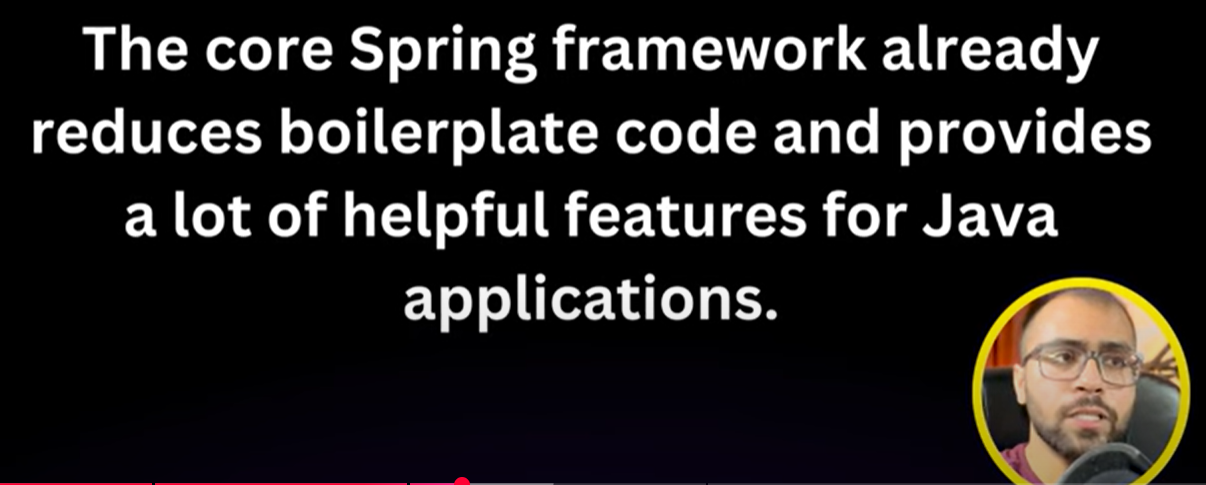 The core Spring framework already
reduces boilerplate code and provides
a lot of helpful features for Java
applications.